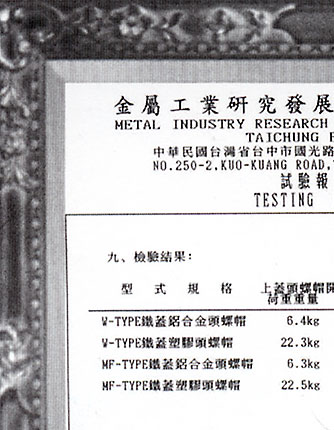 金屬工業研究發展
METAL INDUSTRY RESEARCH
TAICHUNG
中華民國台灣省台中市國光路
NO.250-2,KUO-KUANG ROAD,
試驗報
TESTING
九、檢驗結果:
型 式 規 格 上蓋頭螺帽開
荷重重量
W-TYPE鐵蓋鋁合金頭螺帽 6.4kg
W-TYPE鐵蓋塑膠頭螺帽 22.3kg
MF-TYPE鐵蓋鋁合金頭螺帽 6.3kg
MF-TYPE鐵蓋塑膠頭螺帽 22.5kg